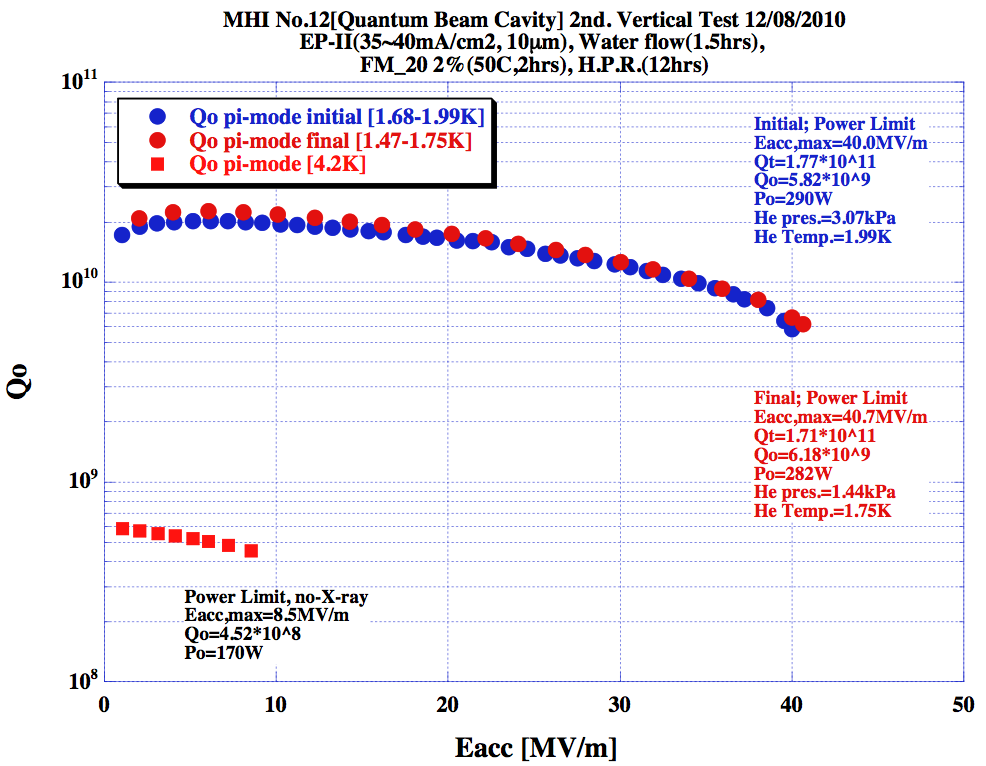 MHI No.12[Quantum Beam Cavity] 2nd. Vertical Test 12/08/2010
EP-II(35~40mA/cm2, 10μm), Water flow(1.5hrs),
FM_20 2%(50C,2hrs), H.P.R.(12hrs)
Qo pi-mode initial [1.68-1.99K]
Qo pi-mode final [1.47-1.75K]
Qo pi-mode [4.2K]
Initial; Power Limit
Eacc,max=40.0MV/m
Qt=1.77*10^11
Qo=5.82*10^9
Po=290W
He pres.=3.07kPa
He Temp.=1.99K
Final; Power Limit
Eacc,max=40.7MV/m
Qt=1.71*10^11
Qo=6.18*10^9
Po=282W
He pres.=1.44kPa
He Temp.=1.75K
Power Limit, no-X-ray
Eacc,max=8.5MV/m
Qo=4.52*10^8
Po=170W
10^11
10^10
10^9
10^8
Qo
0 10 20 30 40 50
Eacc [MV/m]